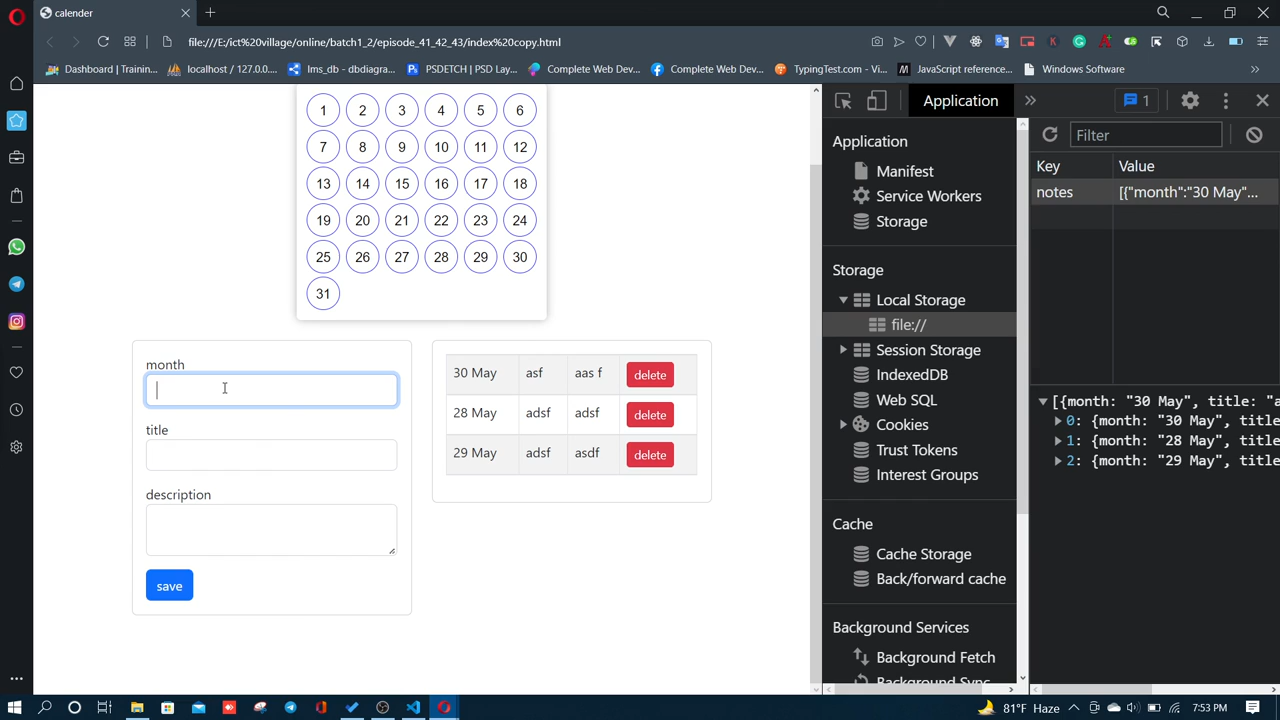 calender
file:///E:/ict%20village/online/batch1_2/episode_41_42_43/index%20copy.html
Dashboard | Trainin...
localhost / 127.0.0....
lms_db - dbdiagra...
PSDETCH | PSD Lay...
Complete Web Dev...
Complete Web Dev...
TypingTest.com - Vi...
JavaScript reference...
Windows Software
1 2 3 4 5 6
7 8 9 10 11 12
13 14 15 16 17 18
19 20 21 22 23 24
25 26 27 28 29 30
31
month
title
description
save
30 May asf aas f delete
28 May adsf adsf delete
29 May adsf asdf delete
Application
1
Application
Manifest
Service Workers
Storage
Storage
Local Storage
file://
Session Storage
IndexedDB
Web SQL
Cookies
Trust Tokens
Interest Groups
Cache
Cache Storage
Back/forward cache
Background Services
Background Fetch
Background Sync
Filter
Key Value
notes [{"month":"30 May"...
[{month: "30 May", title: "a
0: {month: "30 May", title
1: {month: "28 May", title
2: {month: "29 May", title
81°F Haze
7:53 PM